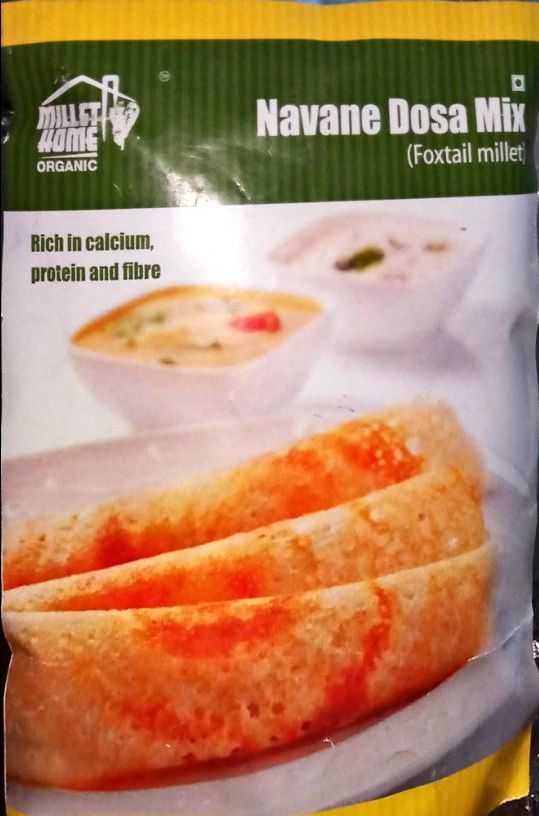 MILLET
HOME
ORGANIC
Navane Dosa Mix
(Foxtail millet)
Rich in calcium,
protein and fibre